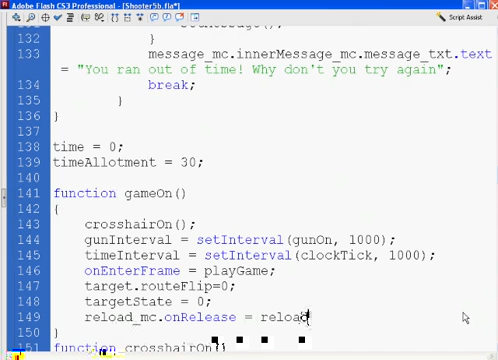 Adobe Flash CS3 Professional - [Shooter5b.fla*]
Script Assist
132 }
133 message_mc.innerMessage_mc.message_txt.text
= "You ran out of time! Why don't you try again";
134 break;
135 }
136 }
137
138 time = 0;
139 timeAllotment = 30;
140
141 function gameOn()
142 {
143 crosshairOn();
144 gunInterval = setInterval(gunOn, 1000);
145 timeInterval = setInterval(clockTick, 1000);
146 onEnterFrame = playGame;
147 target.routeFlip=0;
148 targetState = 0;
149 reload_mc.onRelease = reload
150 }
151 function crosshairOn()